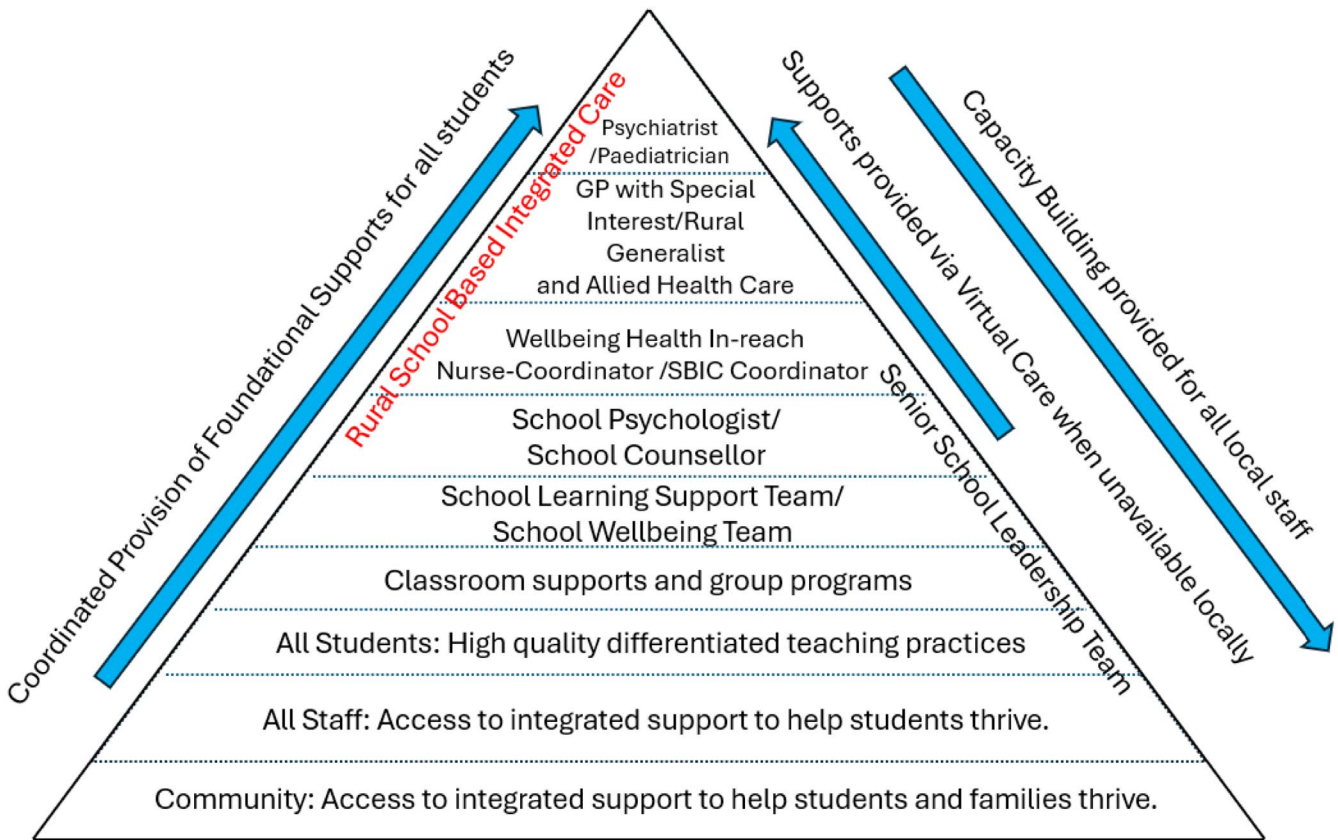 Coordinated Provision of Foundational Supports for all students
Rural School Based Integrated Care
Psychiatrist
/Paediatrician
GP with Special
Interest/Rural
Generalist
and Allied Health Care
Wellbeing Health In-reach
Nurse-Coordinator /SBIC Coordinator
School Psychologist/
School Counsellor
School Learning Support Team/
School Wellbeing Team
Classroom supports and group programs
All Students: High quality differentiated teaching practices
All Staff: Access to integrated support to help students thrive.
Community: Access to integrated support to help students and families thrive.
Senior School Leadership Team
Supports provided via Virtual Care when unavailable locally
Capacity Building provided for all local staff